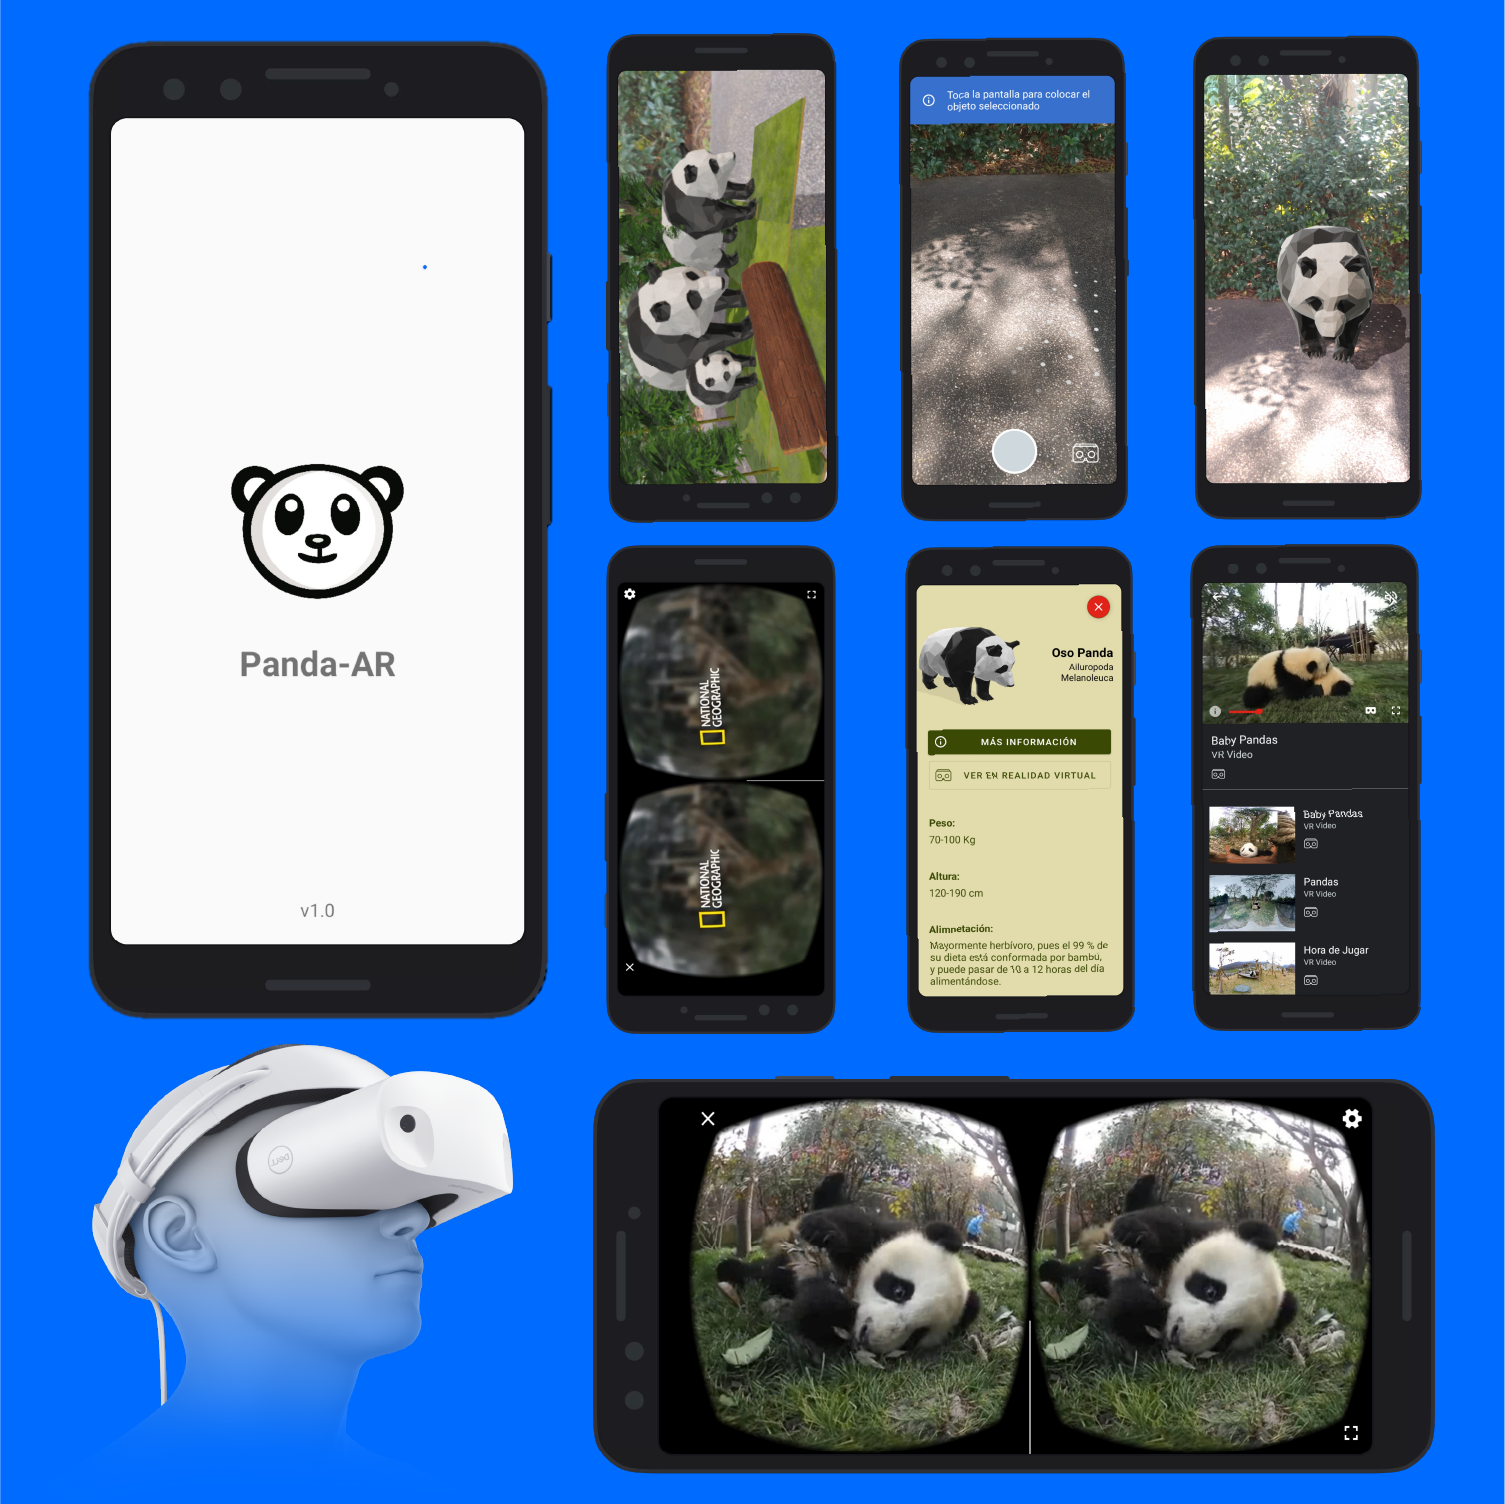 Toca la pantalla para colocar el
objeto seleccionado
Panda-AR
v1.0
NATIONAL
GEOGRAPHIC
NATIONAL
GEOGRAPHIC
Oso Panda
Ailuropoda
Melanoleuca
MÁS INFORMACIÓN
VER EN REALIDAD VIRTUAL
Peso:
70-100 Kg
Altura:
120-190 cm
Alimnetación:
Mayormente herbívoro, pues el 99 % de
su dieta está conformada por bambú,
y puede pasar de 10 a 12 horas del día
alimentándose.
Baby Pandas
VR Video
Baby Pandas
VR Video
Pandas
VR Video
Hora de Jugar
VR Video
DELL